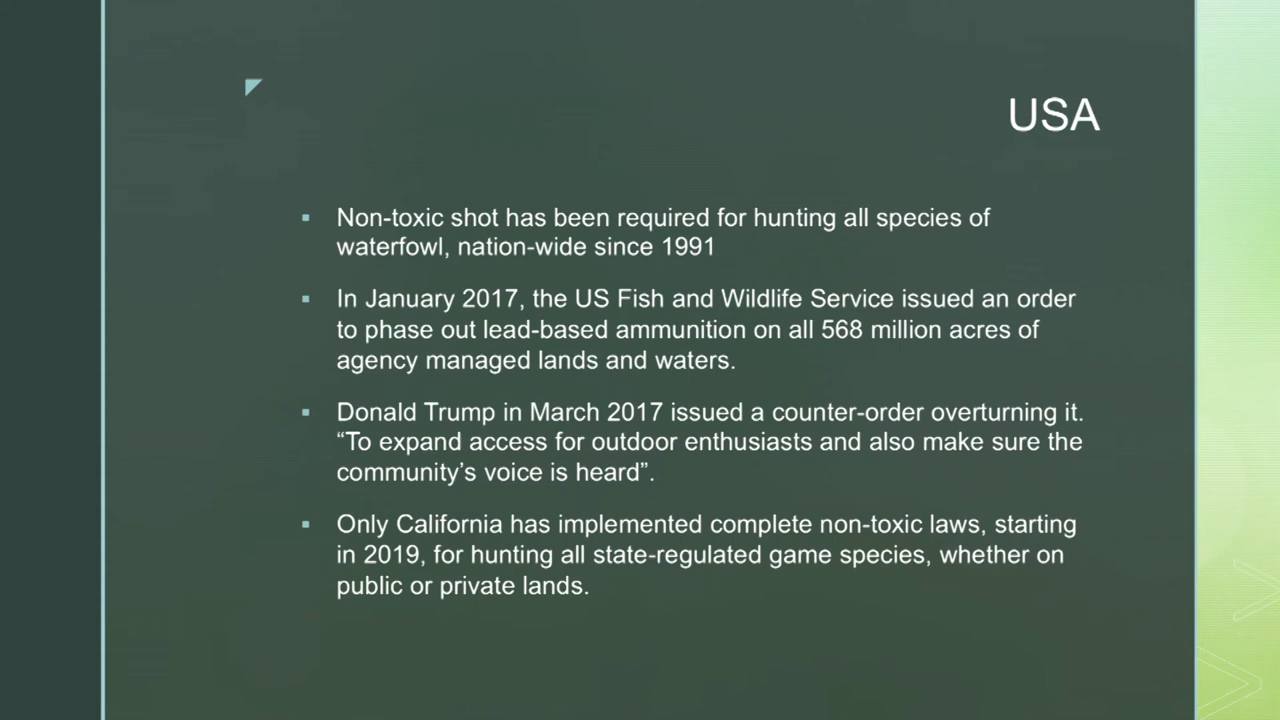 USA
Non-toxic shot has been required for hunting all species of
waterfowl, nation-wide since 1991
In January 2017, the US Fish and Wildlife Service issued an order
to phase out lead-based ammunition on all 568 million acres of
agency managed lands and waters.
Donald Trump in March 2017 issued a counter-order overturning it.
“To expand access for outdoor enthusiasts and also make sure the
community’s voice is heard”.
Only California has implemented complete non-toxic laws, starting
in 2019, for hunting all state-regulated game species, whether on
public or private lands.